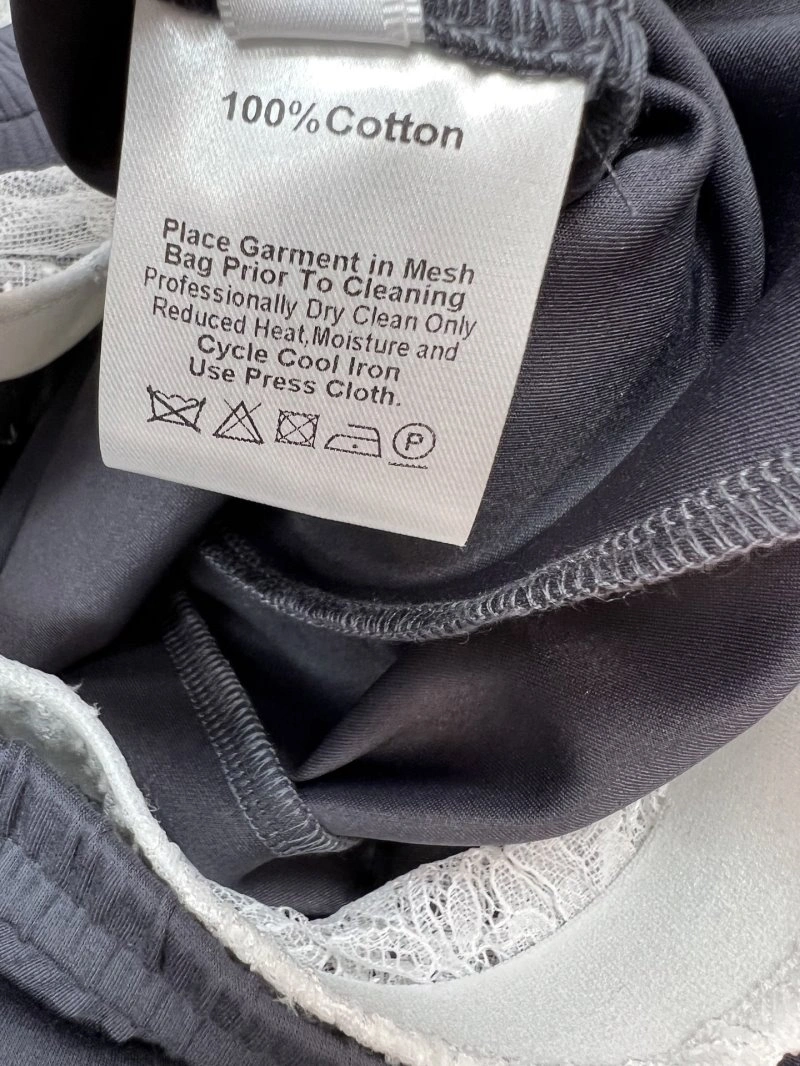 100%Cotton
Place Garment in Mesh
Bag Prior To Cleaning
Professionally Dry Clean Only
Reduced Heat,Moisture and
Cycle Cool Iron
Use Press Cloth.
P